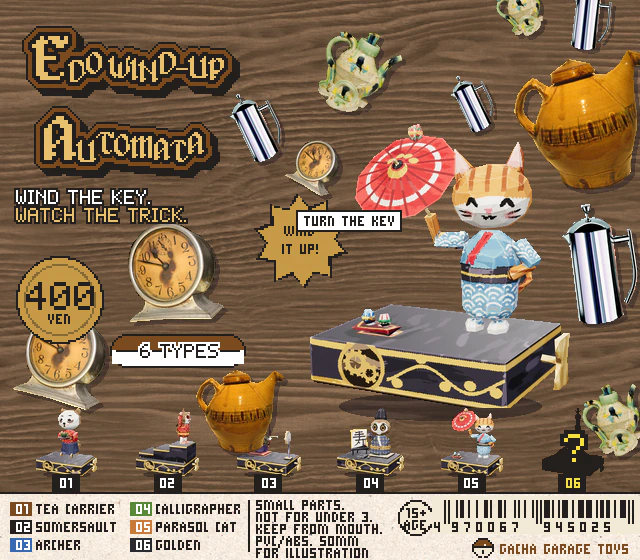 EDO WIND-UP
AUTOMATA
WIND THE KEY.
WATCH THE TRICK.
TURN THE KEY
WIND
IT UP!
400
YEN
6 TYPES
寿
?
01
02
03
04
05
06
01 TEA CARRIER
02 SOMERSAULT
03 ARCHER
04 CALLIGRAPHER
05 PARASOL CAT
06 GOLDEN
SMALL PARTS.
NOT FOR UNDER 3.
KEEP FROM MOUTH.
PVC/ABS. 50MM
FOR ILLUSTRATION
15+
AGE
4 970067 945025
GACHA GARAGE TOYS